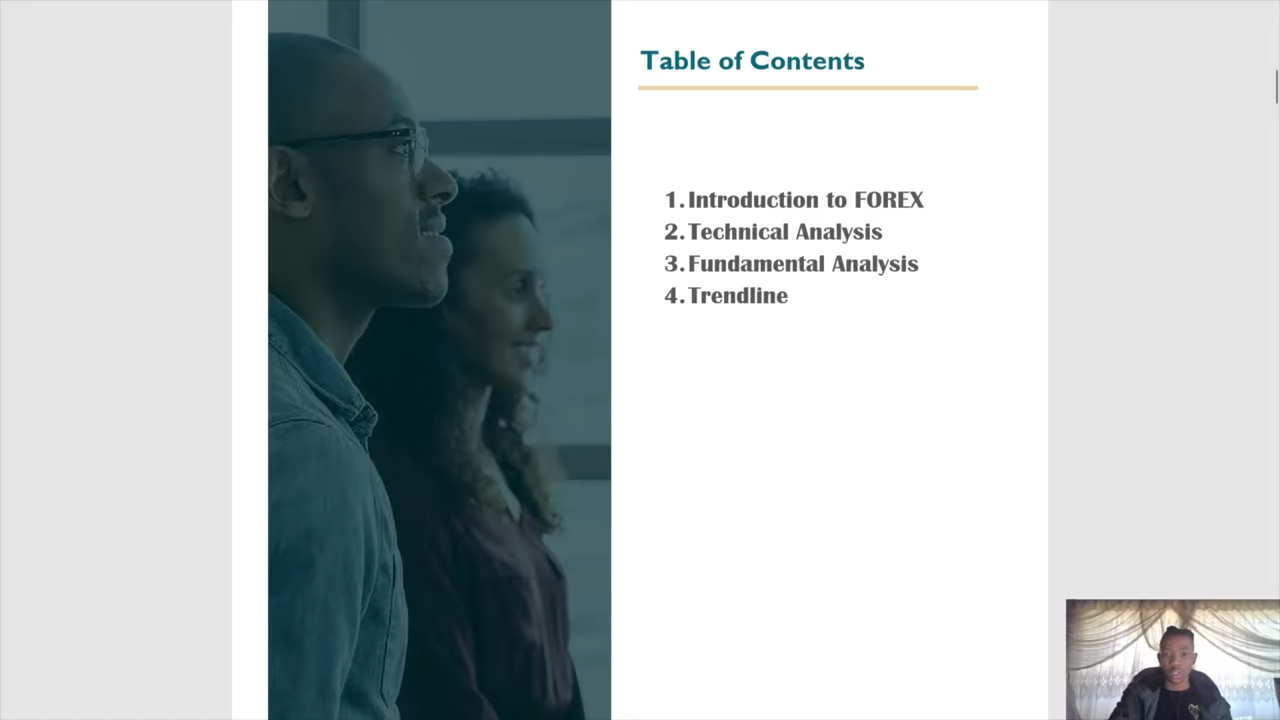 Table of Contents
1. Introduction to FOREX
2. Technical Analysis
3. Fundamental Analysis
4. Trendline